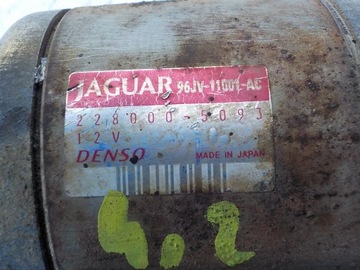 JAGUAR 96JV-11001-AC
228000-5093
12V
DENSO MADE IN JAPAN
4,2